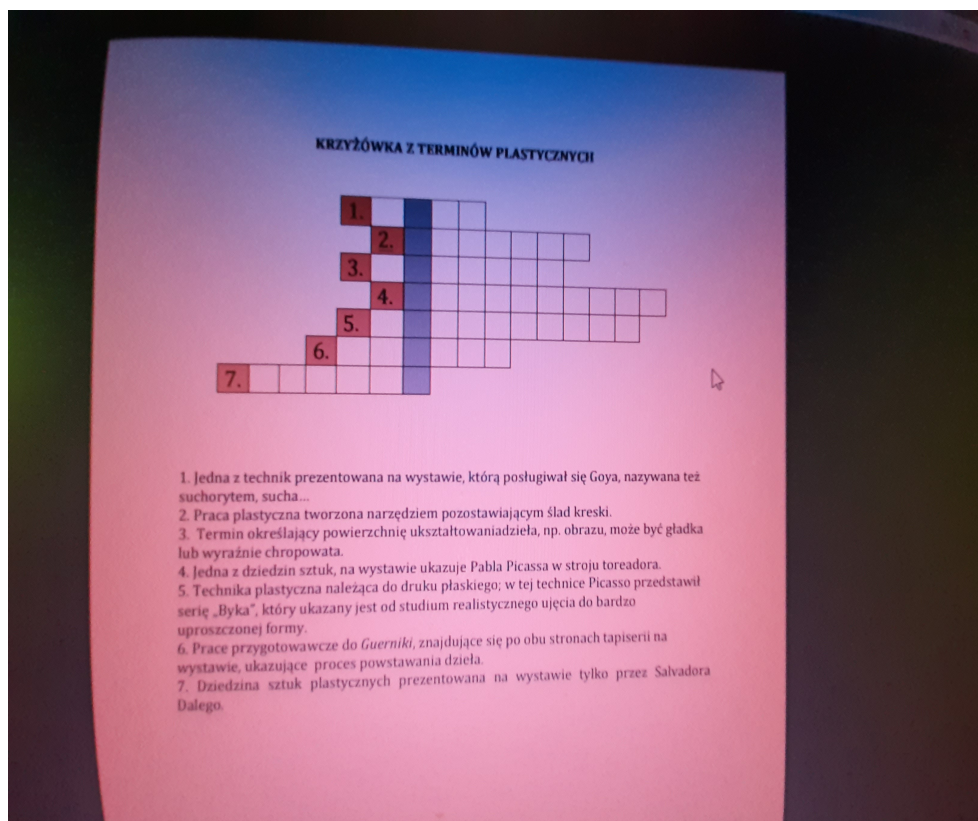 KRZYŻÓWKA Z TERMINÓW PLASTYCZNYCH
1.
2.
3.
4.
5.
6.
7.
1. Jedna z technik prezentowana na wystawie, którą posługiwał się Goya, nazywana też
suchorytem, sucha...
2. Praca plastyczna tworzona narzędziem pozostawiającym ślad kreski.
3. Termin określający powierzchnię ukształtowaniadzieła, np. obrazu, może być gładka
lub wyraźnie chropowata.
4. Jedna z dziedzin sztuk, na wystawie ukazuje Pabla Picassa w stroju toreadora.
5. Technika plastyczna należąca do druku płaskiego; w tej technice Picasso przedstawił
serię „Byka”, który ukazany jest od studium realistycznego ujęcia do bardzo
uproszczonej formy.
6. Prace przygotowawcze do Guerniki, znajdujące się po obu stronach tapiserii na
wystawie, ukazujące proces powstawania dzieła.
7. Dziedzina sztuk plastycznych prezentowana na wystawie tylko przez Salvadora
Dalego.